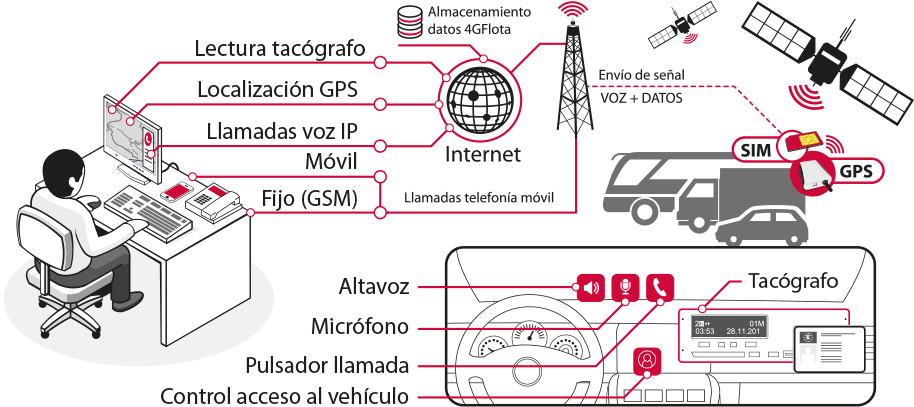 Almacenamiento
datos 4GFlota
Lectura tacógrafo
Localización GPS
Llamadas voz IP
Móvil
Fijo (GSM)
Internet
Llamadas telefonía móvil
Envío de señal
VOZ + DATOS
SIM
GPS
Altavoz
Micrófono
Pulsador llamada
Control acceso al vehículo
Tacógrafo
01M
03:53 28.11.201